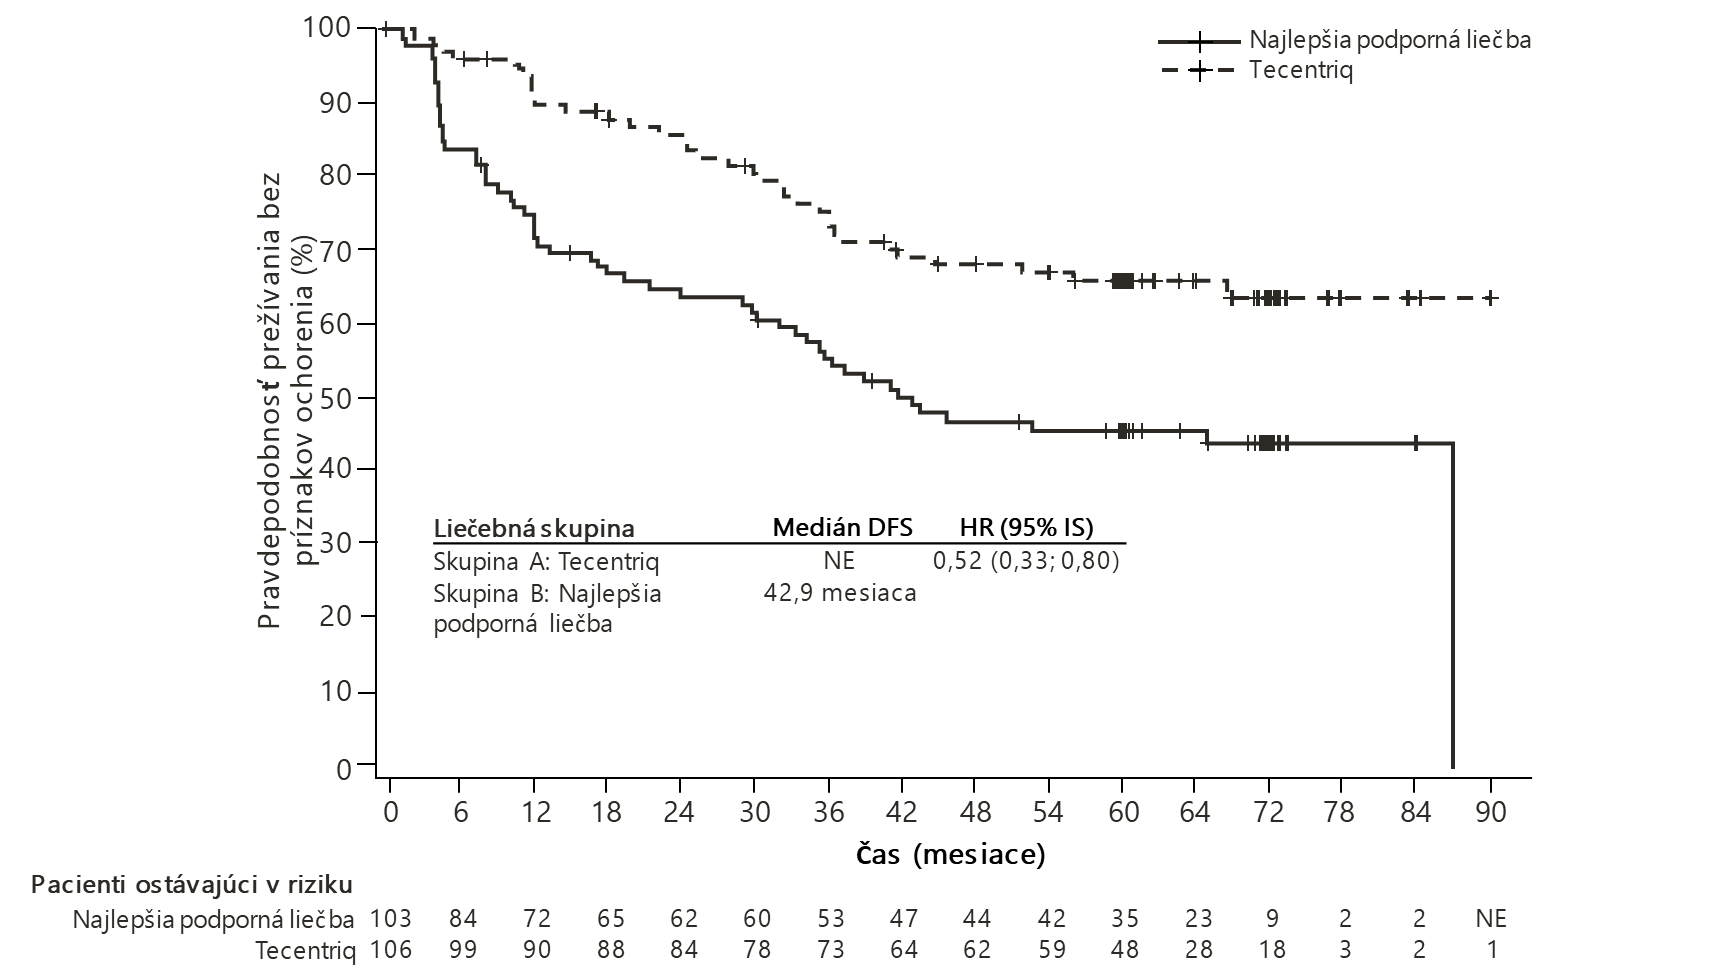 Najlepšia podporná liečba
Tecentriq
Pravdepodobnosť prežívania bez
príznakov ochorenia (%)
100
90
80
70
60
50
40
30
20
10
0
Liečebná skupina Medián DFS HR (95% IS)
Skupina A: Tecentriq NE 0,52 (0,33; 0,80)
Skupina B: Najlepšia 42,9 mesiaca
podporná liečba
0 6 12 18 24 30 36 42 48 54 60 64 72 78 84 90
Čas (mesiace)
Pacienti ostávajúci v riziku
Najlepšia podporná liečba 103 84 72 65 62 60 53 47 44 42 35 23 9 2 2 NE
Tecentriq 106 99 90 88 84 78 73 64 62 59 48 28 18 3 2 1